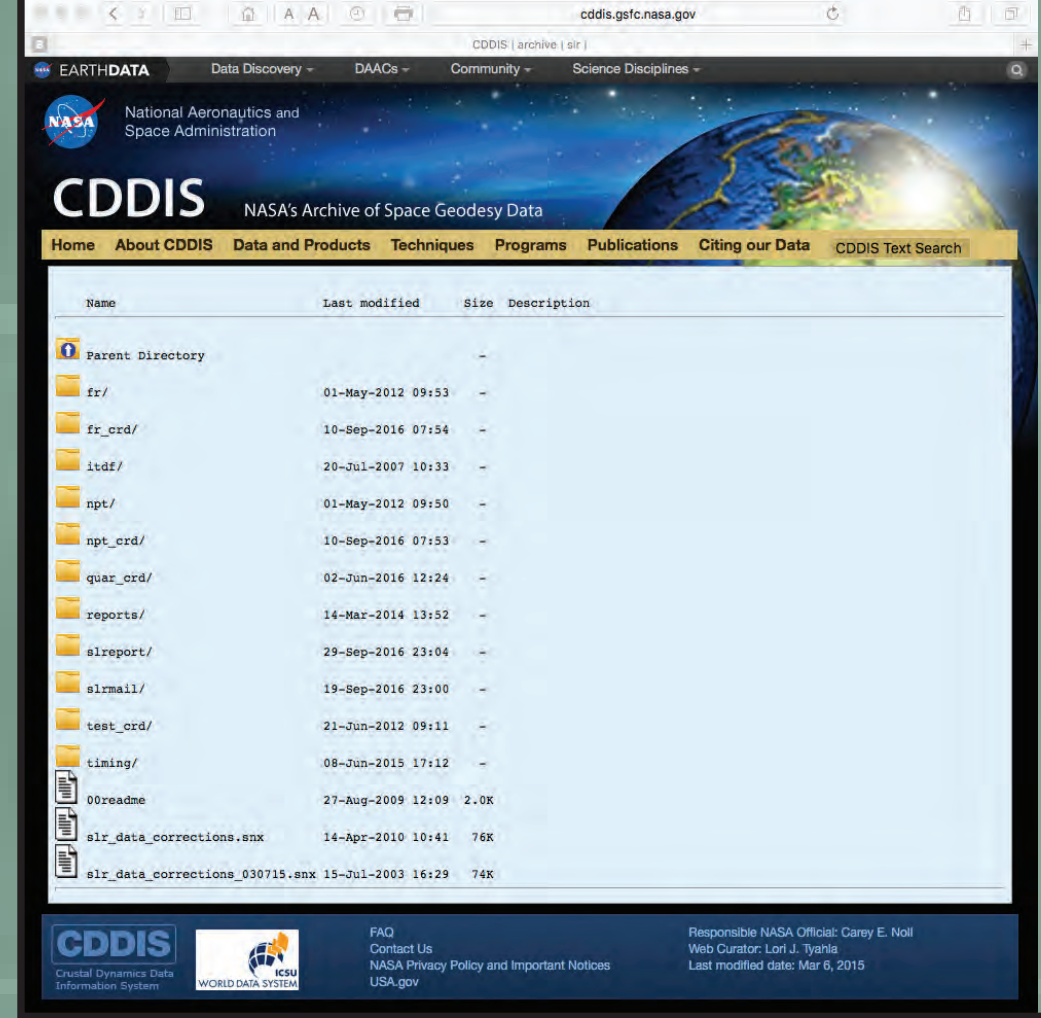 A A
cddis.gsfc.nasa.gov
CDDIS | archive | slr |
EARTHDATA Data Discovery DAACs Community Science Disciplines
NASA
National Aeronautics and
Space Administration
CDDIS NASA's Archive of Space Geodesy Data
Home About CDDIS Data and Products Techniques Programs Publications Citing our Data CDDIS Text Search
Name Last modified Size Description
Parent Directory -
fr/ 01-May-2012 09:53 -
fr_crd/ 10-Sep-2016 07:54 -
itdf/ 20-Jul-2007 10:33 -
npt/ 01-May-2012 09:50 -
npt_crd/ 10-Sep-2016 07:53 -
quar_crd/ 02-Jun-2016 12:24 -
reports/ 14-Mar-2014 13:52 -
slreport/ 29-Sep-2016 23:04 -
slrmail/ 19-Sep-2016 23:00 -
test_crd/ 21-Jun-2012 09:11 -
timing/ 08-Jun-2015 17:12 -
00readme 27-Aug-2009 12:09 2.0K
slr_data_corrections.snx 14-Apr-2010 10:41 76K
slr_data_corrections_030715.snx 15-Jul-2003 16:29 74K
CDDIS
Crustal Dynamics Data
Information System
ICSU
WORLD DATA SYSTEM
FAQ
Contact Us
NASA Privacy Policy and Important Notices
USA.gov
Responsible NASA Official: Carey E. Noll
Web Curator: Lori J. Tyahla
Last modified date: Mar 6, 2015